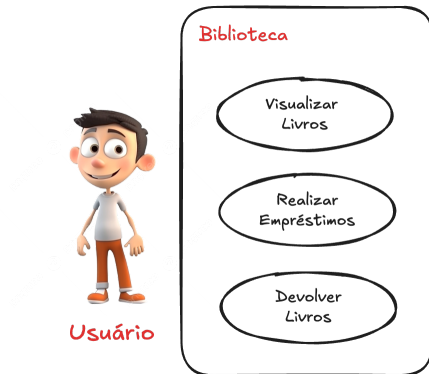 Biblioteca
Visualizar
Livros
Realizar
Empréstimos
Devolver
Livros
Usuário